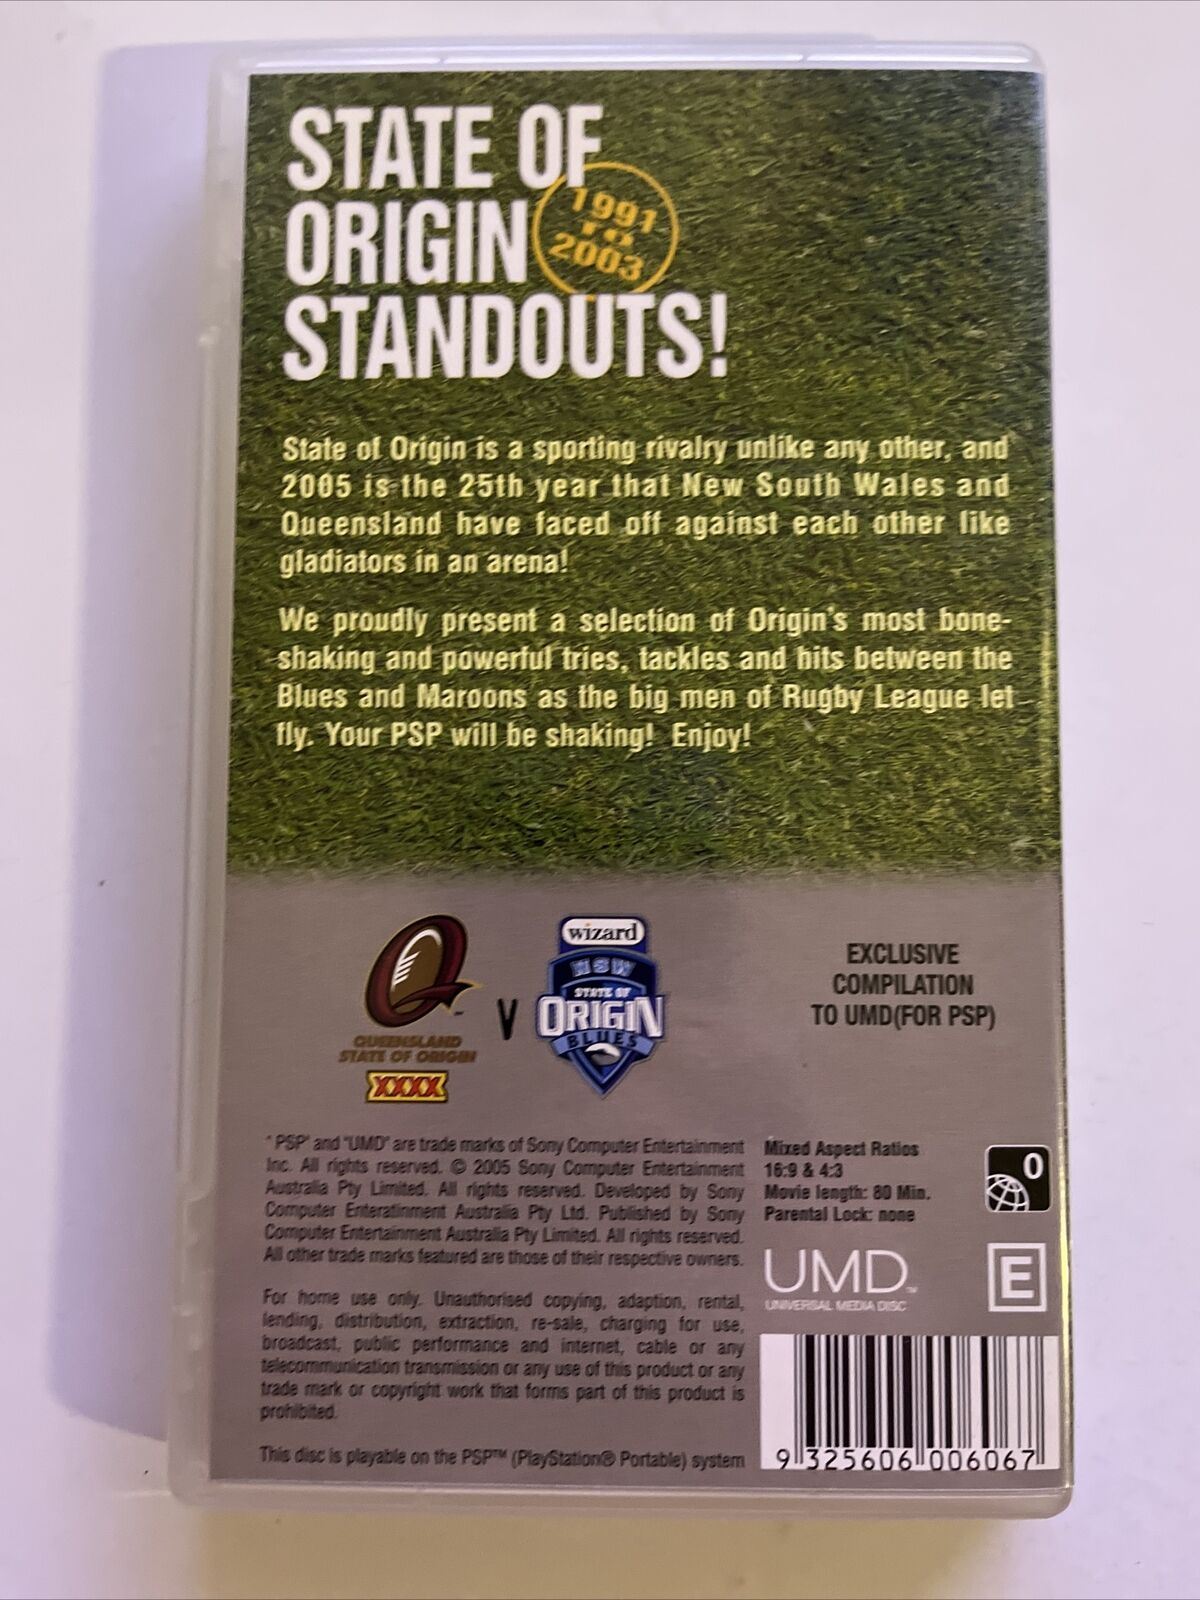 STATE OF
ORIGIN
1991
TO
2003
STANDOUTS!
State of Origin is a sporting rivalry unlike any other, and
2005 is the 25th year that New South Wales and
Queensland have faced off against each other like
gladiators in an arena!
We proudly present a selection of Origin's most bone-
shaking and powerful tries, tackles and hits between the
Blues and Maroons as the big men of Rugby League let
fly. Your PSP will be shaking! Enjoy!
QUEENSLAND
STATE OF ORIGIN
XXXX
V
wizard
NSW
STATE OF
ORIGIN
BLUES
EXCLUSIVE
COMPILATION
TO UMD(FOR PSP)
"PSP" and "UMD" are trade marks of Sony Computer Entertainment
Inc. All rights reserved. © 2005 Sony Computer Entertainment
Australia Pty Limited. All rights reserved. Developed by Sony
Computer Enteratinment Australia Pty Ltd. Published by Sony
Computer Entertainment Australia Pty Limited. All rights reserved.
All other trade marks featured are those of their respective owners.
For home use only. Unauthorised copying, adaption, rental,
lending, distribution, extraction, re-sale, charging for use,
broadcast, public performance and internet, cable or any
telecommunication transmission or any use of this product or any
trade mark or copyright work that forms part of this product is
prohibited.
This disc is playable on the PSP™ (PlayStation® Portable) system
Mixed Aspect Ratios
16:9 & 4:3
Movie length: 80 Min.
Parental Lock: none
0
UMD™
UNIVERSAL MEDIA DISC
E
9 325606 006067